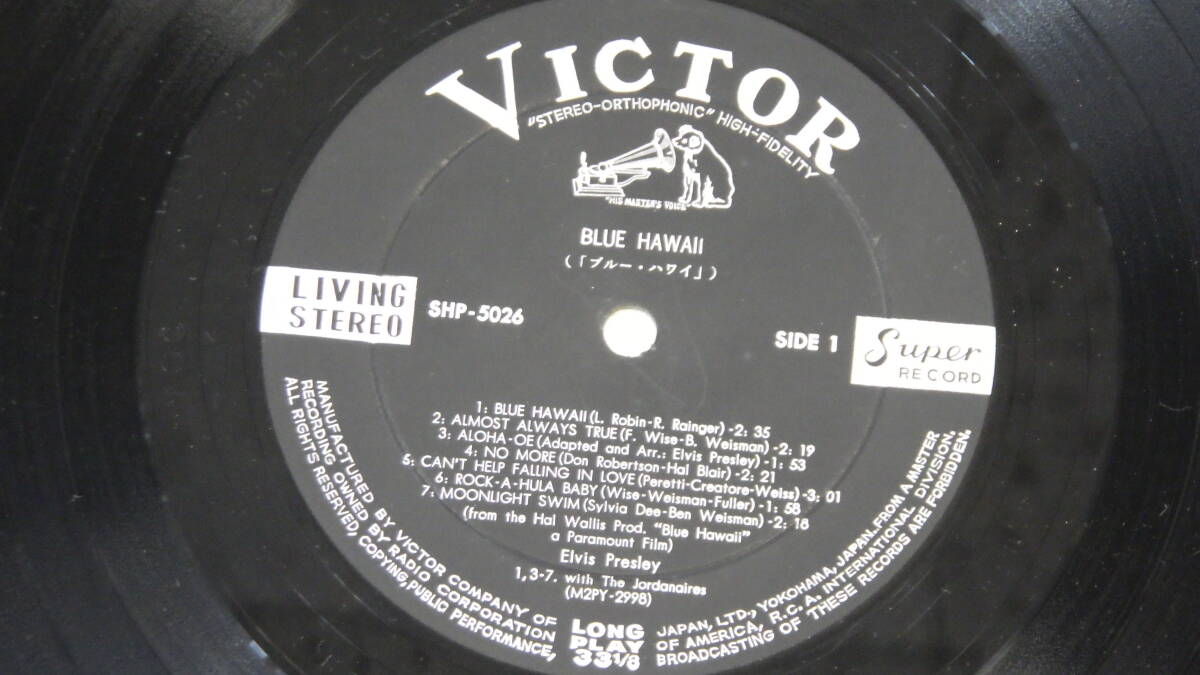 VICTOR
"STEREO-ORTHOPHONIC" HIGH-FIDELITY
"HIS MASTER'S VOICE"
BLUE HAWAII
(「ブルー・ハワイ」)
LIVING
STEREO
SHP-5026
SIDE 1
Super
RECORD
1: BLUE HAWAII (L. Robin-R. Rainger) -2: 35
2: ALMOST ALWAYS TRUE (F. Wise-B. Weisman) -2: 19
3: ALOHA-OE (Adapted and Arr.: Elvis Presley) -1: 53
4: NO MORE (Don Robertson-Hal Blair) -2: 21
5: CAN'T HELP FALLING IN LOVE (Peretti-Creatore-Weiss) -3: 01
6: ROCK-A-HULA BABY (Wise-Weisman-Fuller) -1: 58
7: MOONLIGHT SWIM (Sylvia Dee-Ben Weisman) -2: 18
(from the Hal Wallis Prod. "Blue Hawaii"
a Paramount Film)
Elvis Presley
1, 3-7. with The Jordanaires
(M2PY-2998)
LONG
PLAY
33 1/3
MANUFACTURED BY VICTOR COMPANY OF JAPAN, LTD., YOKOHAMA, JAPAN. FROM A MASTER
RECORDING OWNED BY RADIO CORPORATION OF AMERICA, R.C.A. INTERNATIONAL DIVISION.
ALL RIGHTS RESERVED, COPYING, PUBLIC PERFORMANCE, BROADCASTING OF THESE RECORDS ARE FORBIDDEN.